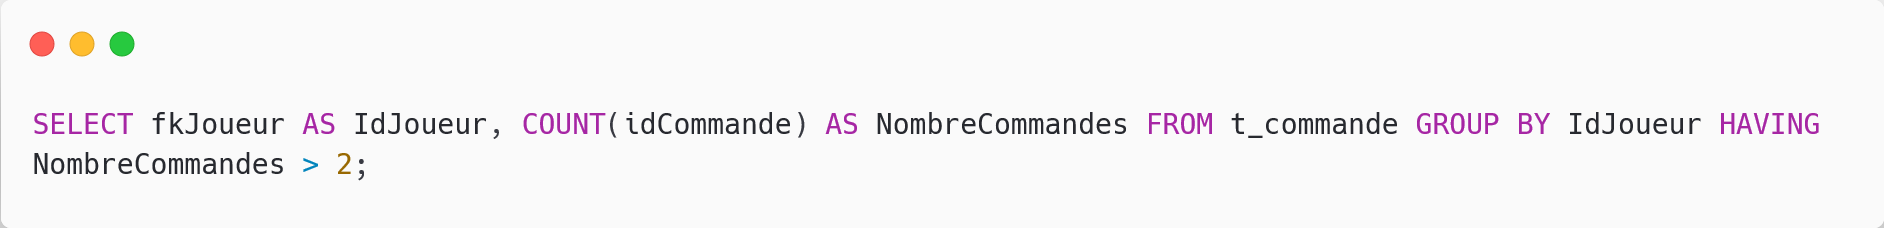 SELECT fkJoueur AS IdJoueur, COUNT(idCommande) AS NombreCommandes FROM t_commande GROUP BY IdJoueur HAVING
NombreCommandes > 2;